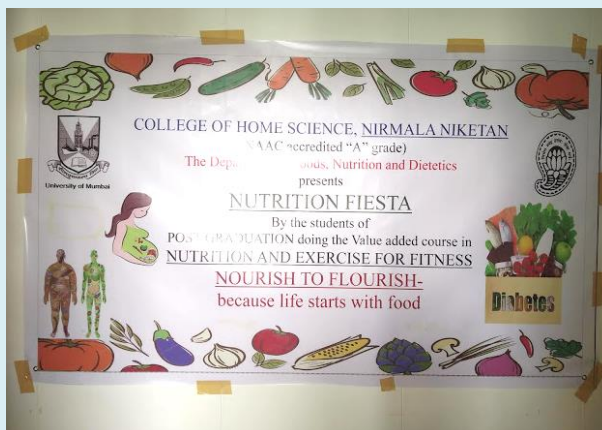 COLLEGE OF HOME SCIENCE, NIRMALA NIKETAN
NAAC accredited “A” grade)
The Foods, Nutrition and Dietetics
presents
University of Mumbai
NUTRITION FIESTA
By the students of
POST GRADUATION doing the Value added course in
NUTRITION AND EXERCISE FOR FITNESS
NOURISH TO FLOURISH-
because life starts with food
Diabetes